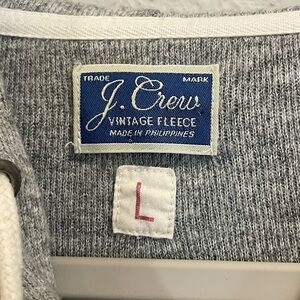 TRADE MARK
J. Crew
VINTAGE FLEECE
MADE IN PHILIPPINES
L